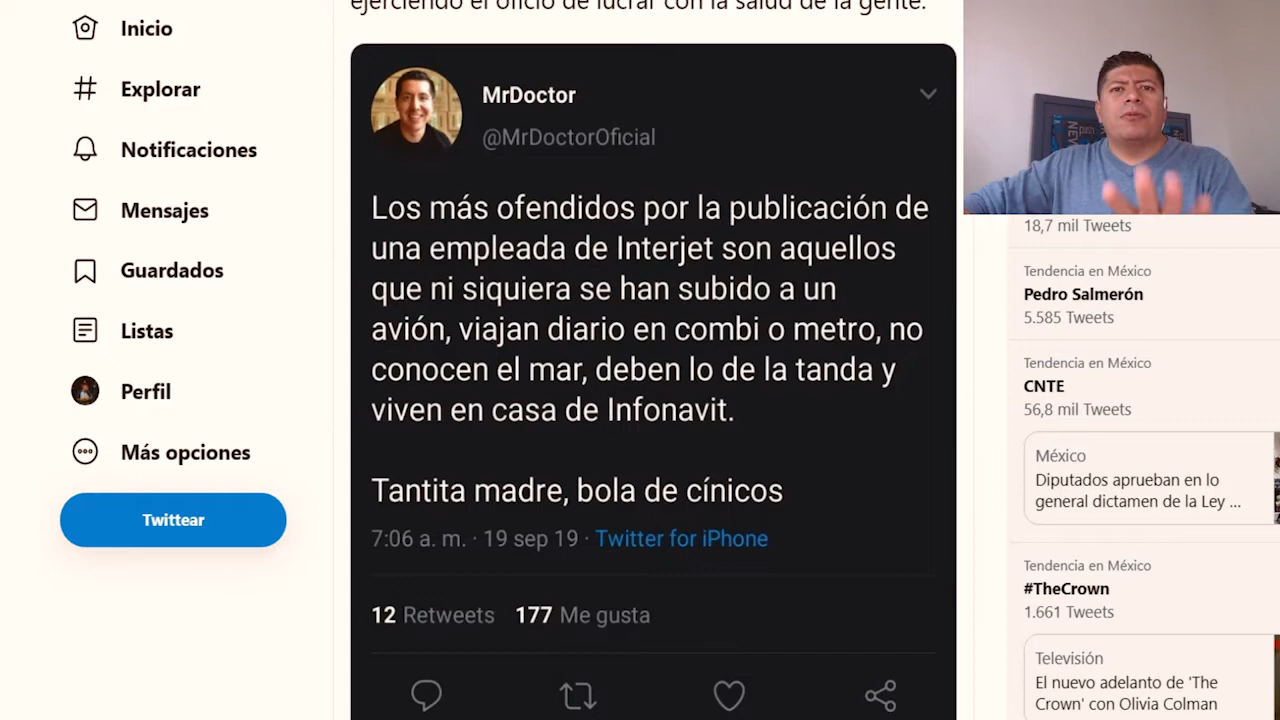 ejerciendo el oficio de lucrar con la salud de la gente.
Inicio
Explorar
Notificaciones
Mensajes
Guardados
Listas
Perfil
Más opciones
Twittear
MrDoctor
@MrDoctorOficial
Los más ofendidos por la publicación de
una empleada de Interjet son aquellos
que ni siquiera se han subido a un
avión, viajan diario en combi o metro, no
conocen el mar, deben lo de la tanda y
viven en casa de Infonavit.
Tantita madre, bola de cínicos
7:06 a. m. · 19 sep 19 · Twitter for iPhone
12 Retweets 177 Me gusta
push
18,7 mil Tweets
Tendencia en México
Pedro Salmerón
5.585 Tweets
Tendencia en México
CNTE
56,8 mil Tweets
México
Diputados aprueban en lo
general dictamen de la Ley ...
Tendencia en México
#TheCrown
1.661 Tweets
Televisión
El nuevo adelanto de 'The
Crown' con Olivia Colman